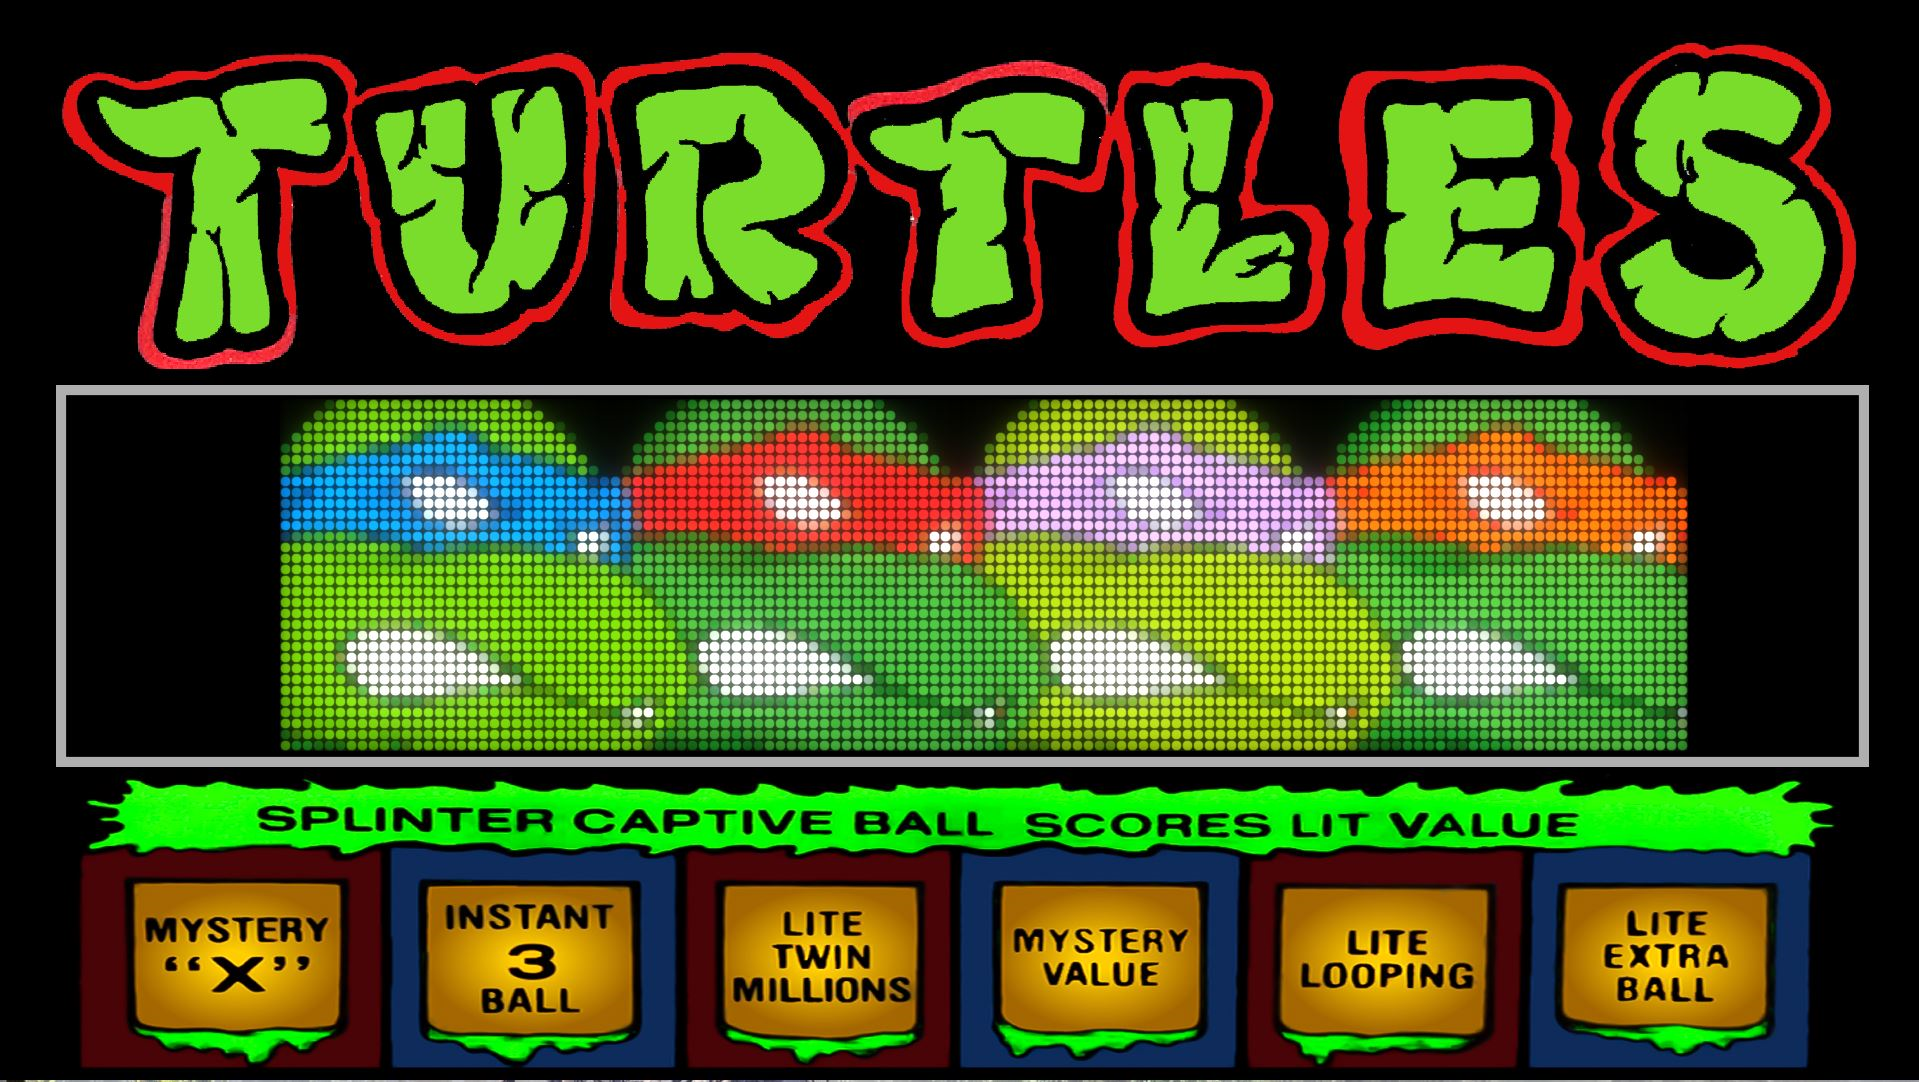 TURTLES
SPLINTER CAPTIVE BALL SCORES LIT VALUE
MYSTERY
“X”
INSTANT
3
BALL
LITE
TWIN
MILLIONS
MYSTERY
VALUE
LITE
LOOPING
LITE
EXTRA
BALL